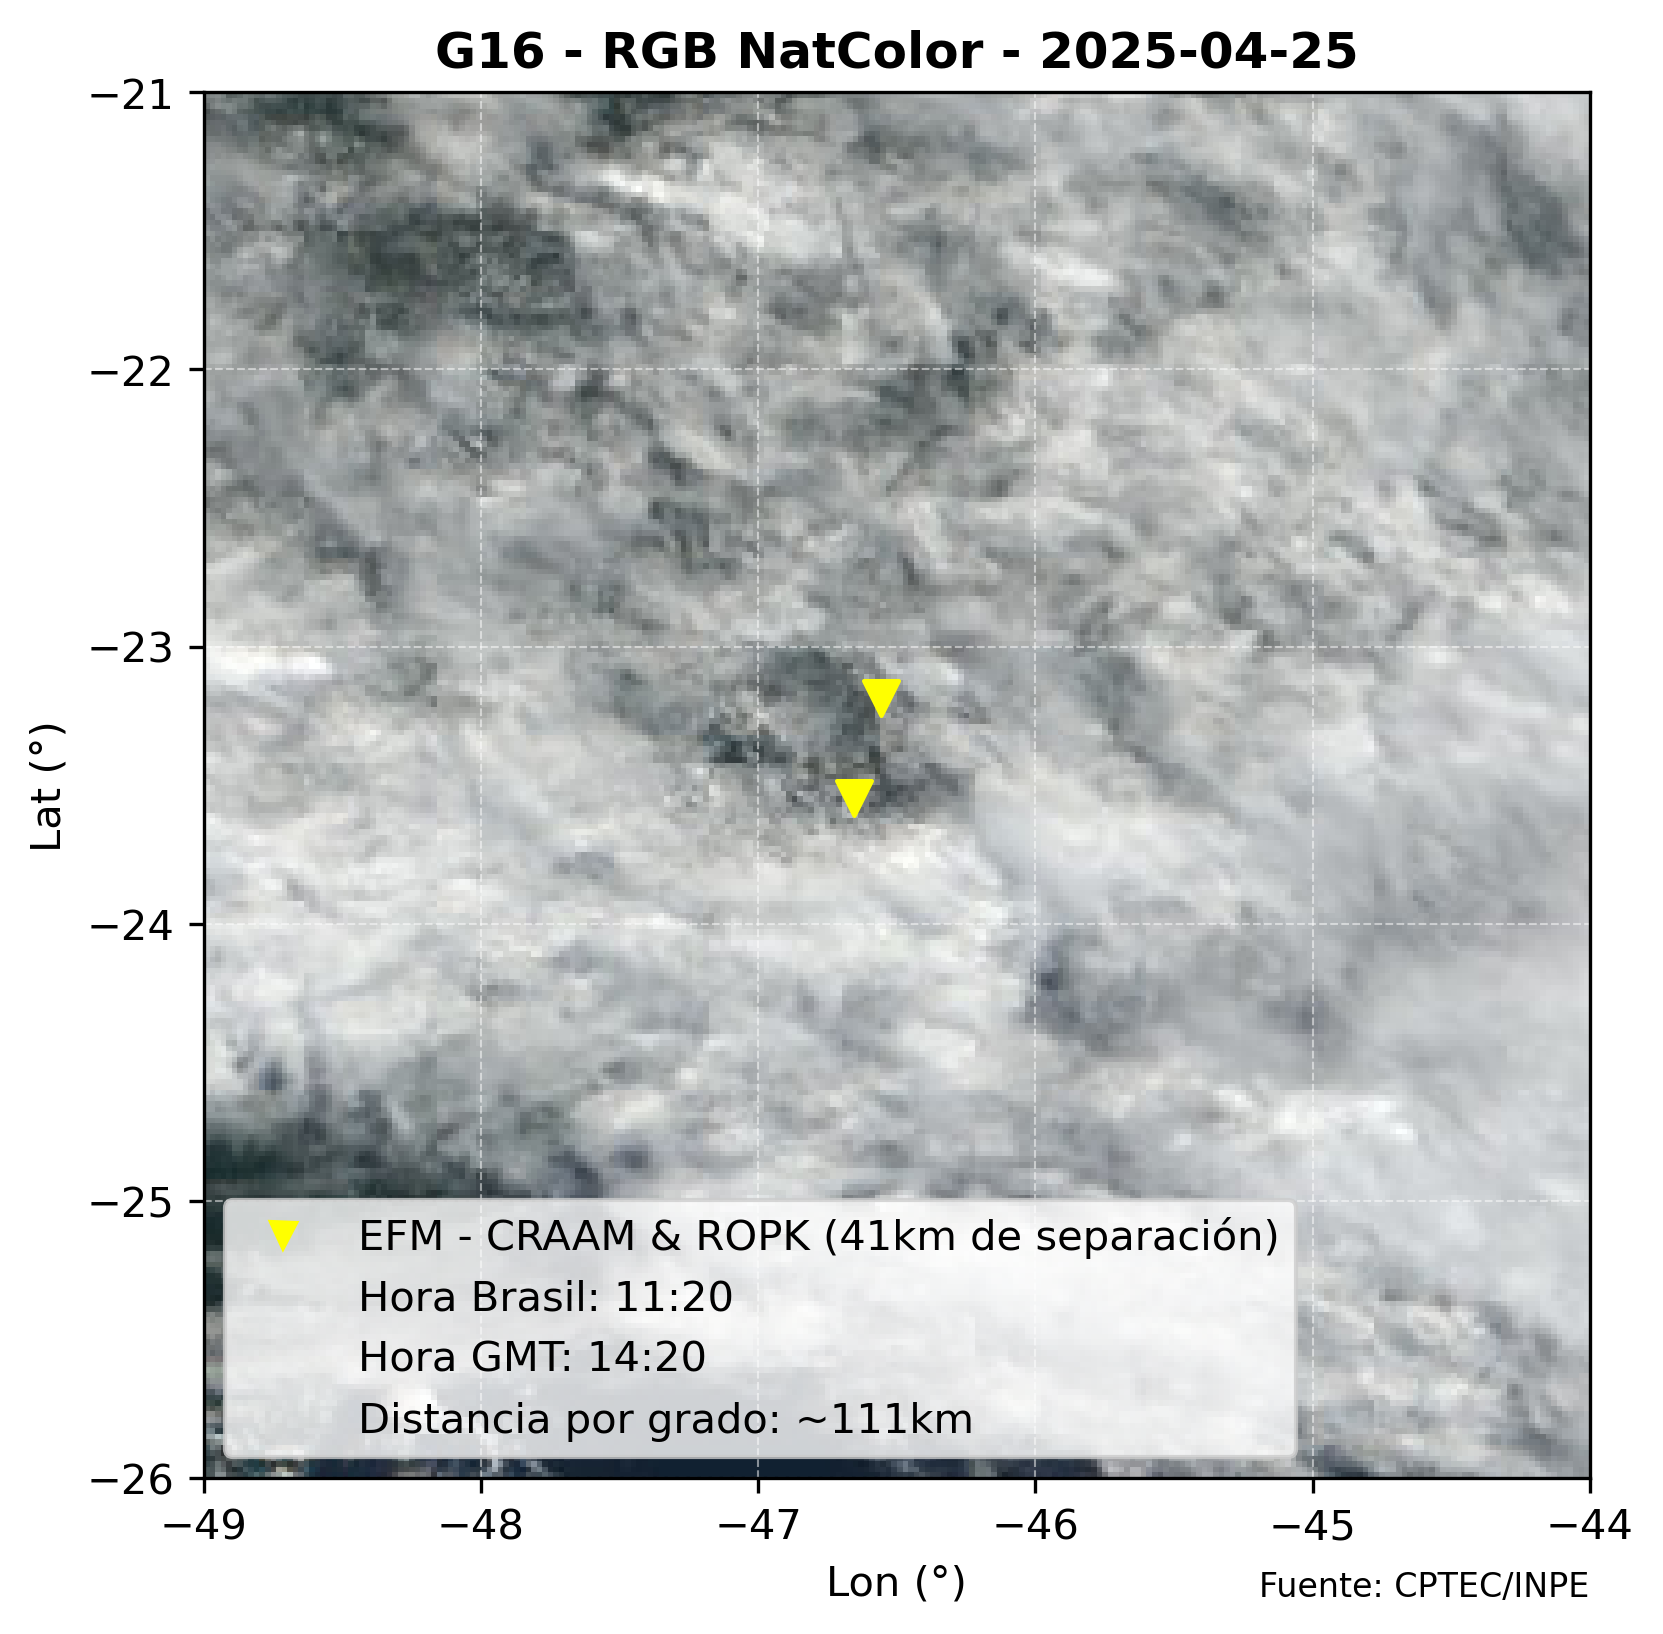 G16 - RGB NatColor - 2025-04-25
−21
−22
−23
−24
−25
−26
Lat (°)
EFM - CRAAM & ROPK (41km de separación)
Hora Brasil: 11:20
Hora GMT: 14:20
Distancia por grado: ~111km
−49 −48 −47 −46 −45 −44
Lon (°)
Fuente: CPTEC/INPE